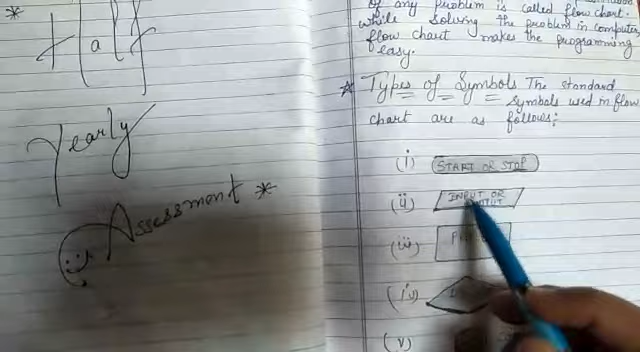 * Half
Yearly
Assessment *
of any problem is called flow chart.
while solving the problem in computer,
flow chart makes the programming
easy.
* Types of Symbols The standard
symbols used in flow
chart are as follows:
(i) START or STOP
(ii) INPUT OR
(iii)
(iv)
(v)